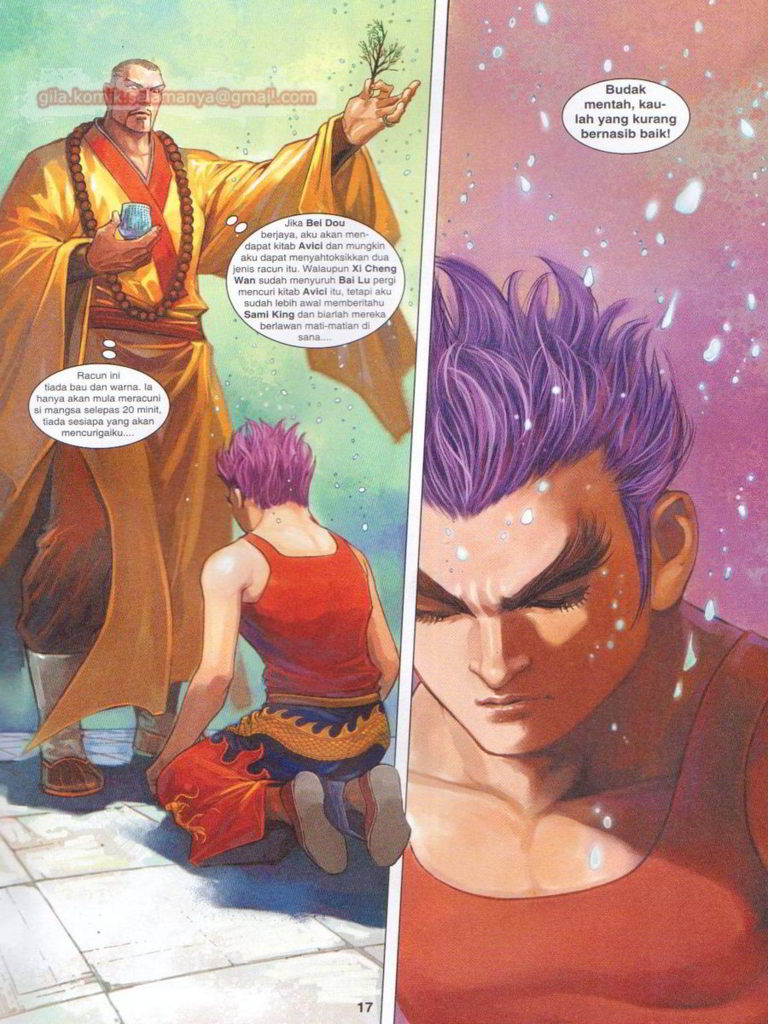 gila.komik.selamanya@gmail.com
Jika Bei Dou
berjaya, aku akan men-
dapat kitab Avici dan mungkin
aku dapat menyahtoksikkan dua
jenis racun itu. Walaupun Xi Cheng
Wan sudah menyuruh Bai Lu pergi
mencuri kitab Avici itu, tetapi aku
sudah lebih awal memberitahu
Sami King dan biarlah mereka
berlawan mati-matian di
sana....
Racun ini
tiada bau dan warna. Ia
hanya akan mula meracuni
si mangsa selepas 20 minit,
tiada sesiapa yang akan
mencurigaiku....
Budak
mentah, kau-
lah yang kurang
bernasib baik!
17